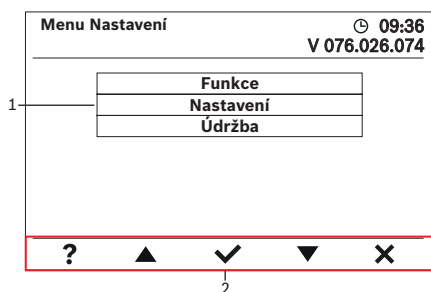 Menu Nastavení
09:36
V 076.026.074
Funkce
1
Nastavení
Údržba
?
2